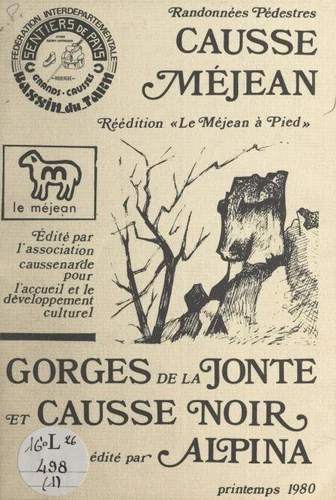 FÉDÉRATION INTERDÉPARTEMENTALE
SENTIERS DE PAYS
GRANDS-CAUSSES
Bassin du Tarn
Randonnées Pédestres
CAUSSE
MÉJEAN
Réédition «Le Méjean à Pied»
le méjean
Édité par
l'association
caussenarde
pour
l'accueil et le
développement
culturel
GORGES DE LA JONTE
ET CAUSSE NOIR
édité par ALPINA
16° L 26
498
(1)
printemps 1980